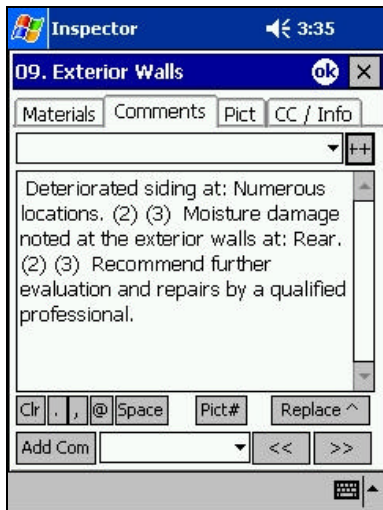 Inspector 3:35
09. Exterior Walls ok
Materials Comments Pict CC / Info
++
Deteriorated siding at: Numerous
locations. (2) (3) Moisture damage
noted at the exterior walls at: Rear.
(2) (3) Recommend further
evaluation and repairs by a qualified
professional.
Clr . , @ Space Pict# Replace ^
Add Com << >>